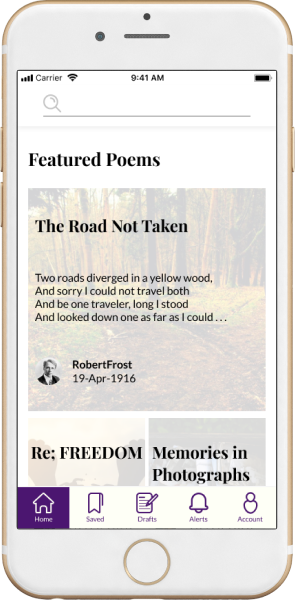 Carrier
9:41 AM
Featured Poems
The Road Not Taken
Two roads diverged in a yellow wood,
And sorry I could not travel both
And be one traveler, long I stood
And looked down one as far as I could . . .
RobertFrost
19-Apr-1916
Re; FREEDOM
Memories in
Photographs
Home
Saved
Drafts
Alerts
Account